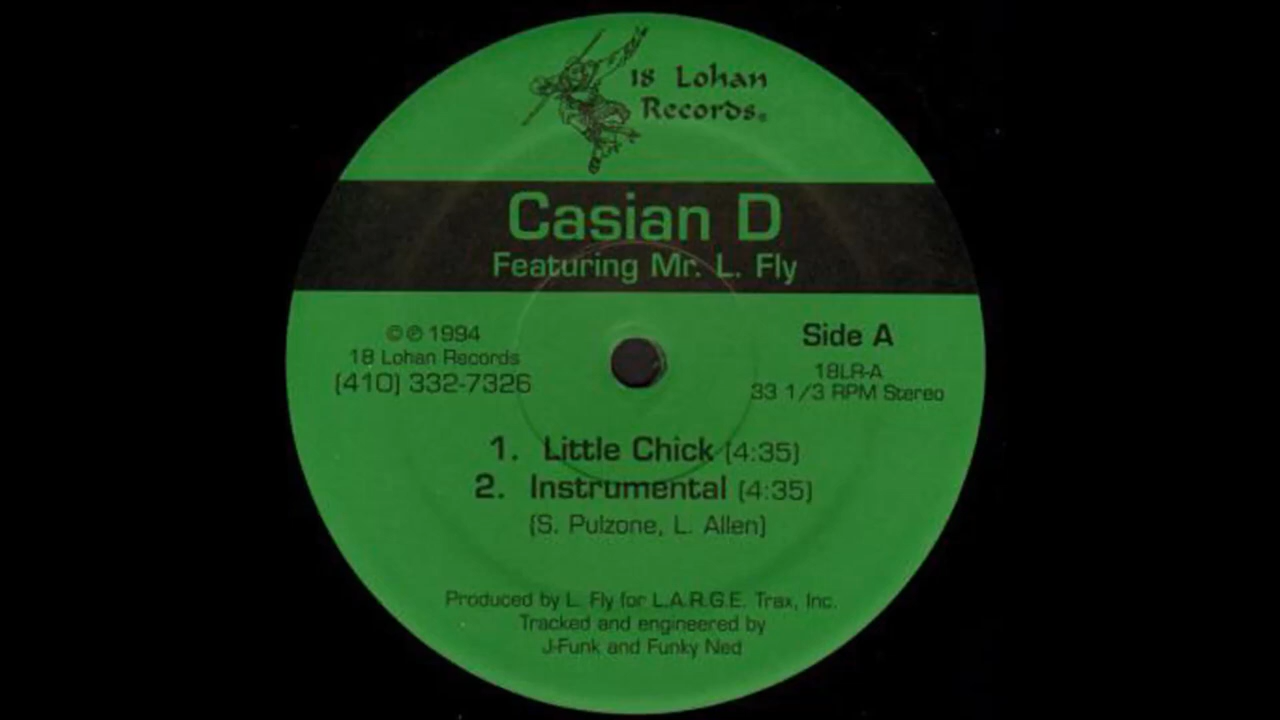 18 Lohan
Records®
Casian D
Featuring Mr. L. Fly
©℗ 1994
18 Lohan Records
(410) 332-7326
Side A
18LR-A
33 1/3 RPM Stereo
1. Little Chick (4:35)
2. Instrumental (4:35)
(S. Pulzone, L. Allen)
Produced by L. Fly for L.A.R.G.E. Trax, Inc.
Tracked and engineered by
J-Funk and Funky Ned